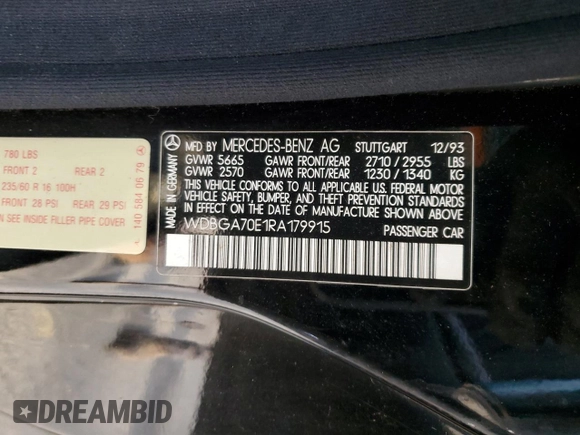 780 LBS
FRONT 2 REAR 2
235/60 R 16 100H
FRONT 28 PSI REAR 29 PSI
N SEE INSIDE FILLER PIPE COVER
140 584 06 79
MADE IN GERMANY
MFD BY MERCEDES-BENZ AG STUTTGART 12/93
GVWR 5665 GAWR FRONT/REAR 2710/2955 LBS
GVWR 2570 GAWR FRONT/REAR 1230/1340 KG
THIS VEHICLE CONFORMS TO ALL APPLICABLE FEDERAL MOTOR
VEHICLE SAFETY, BUMPER, AND THEFT PREVENTION STANDARDS
IN EFFECT ON THE DATE OF MANUFACTURE SHOWN ABOVE.
WDBGA70E1RA179915 PASSENGER CAR
DREAMBID